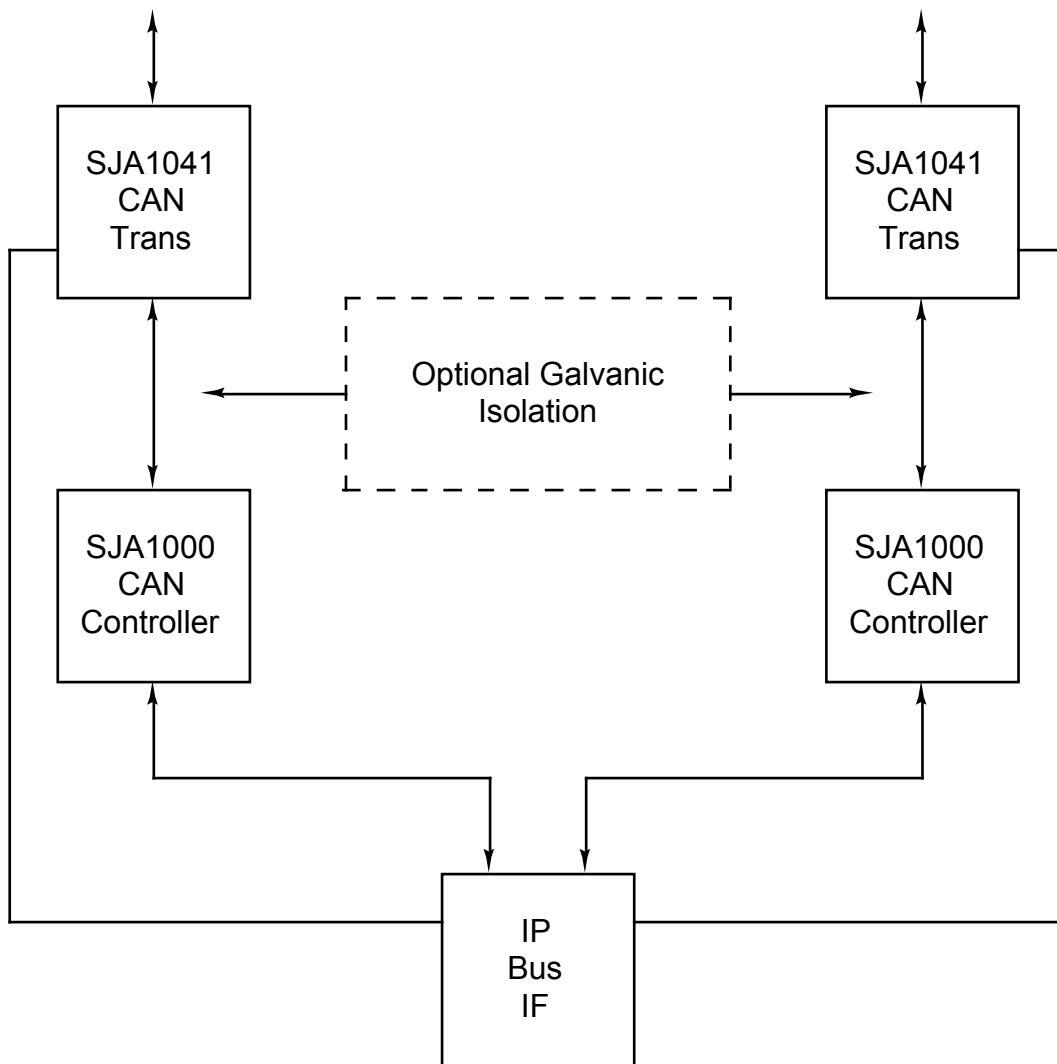 SJA1041
CAN
Trans
SJA1041
CAN
Trans
Optional Galvanic
Isolation
SJA1000
CAN
Controller
SJA1000
CAN
Controller
IP
Bus
IF